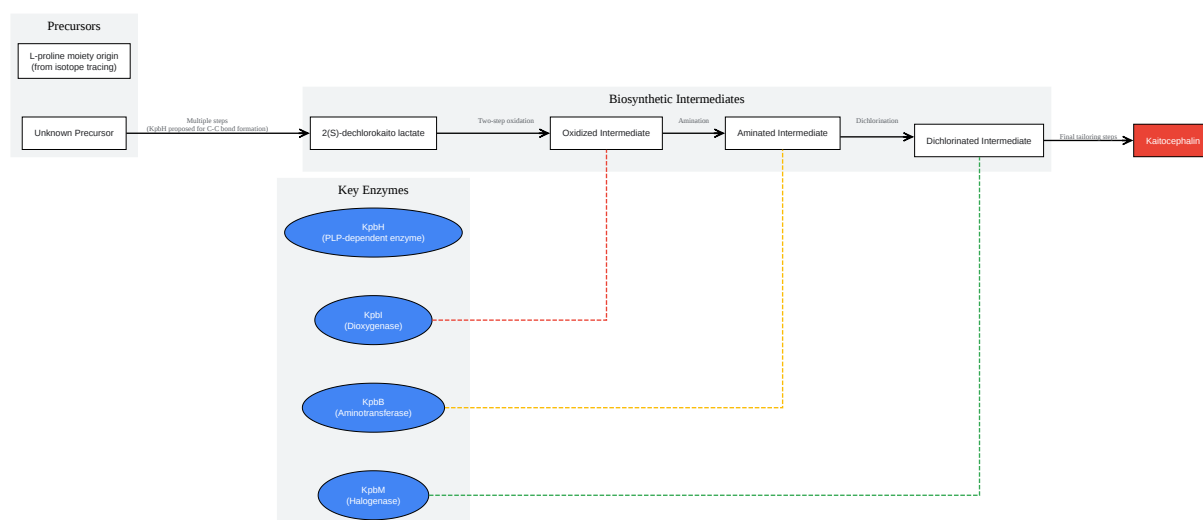 Precursors
L-proline moiety origin
(from isotope tracing)
Unknown Precursor
Multiple steps
(KpbH proposed for C-C bond formation)
Biosynthetic Intermediates
2(S)-dechlorokaito lactate
Two-step oxidation
Oxidized Intermediate
Amination
Aminated Intermediate
Dichlorination
Dichlorinated Intermediate
Final tailoring steps
Kaitocephalin
Key Enzymes
KpbH
(PLP-dependent enzyme)
KpbI
(Dioxygenase)
KpbB
(Aminotransferase)
KpbM
(Halogenase)